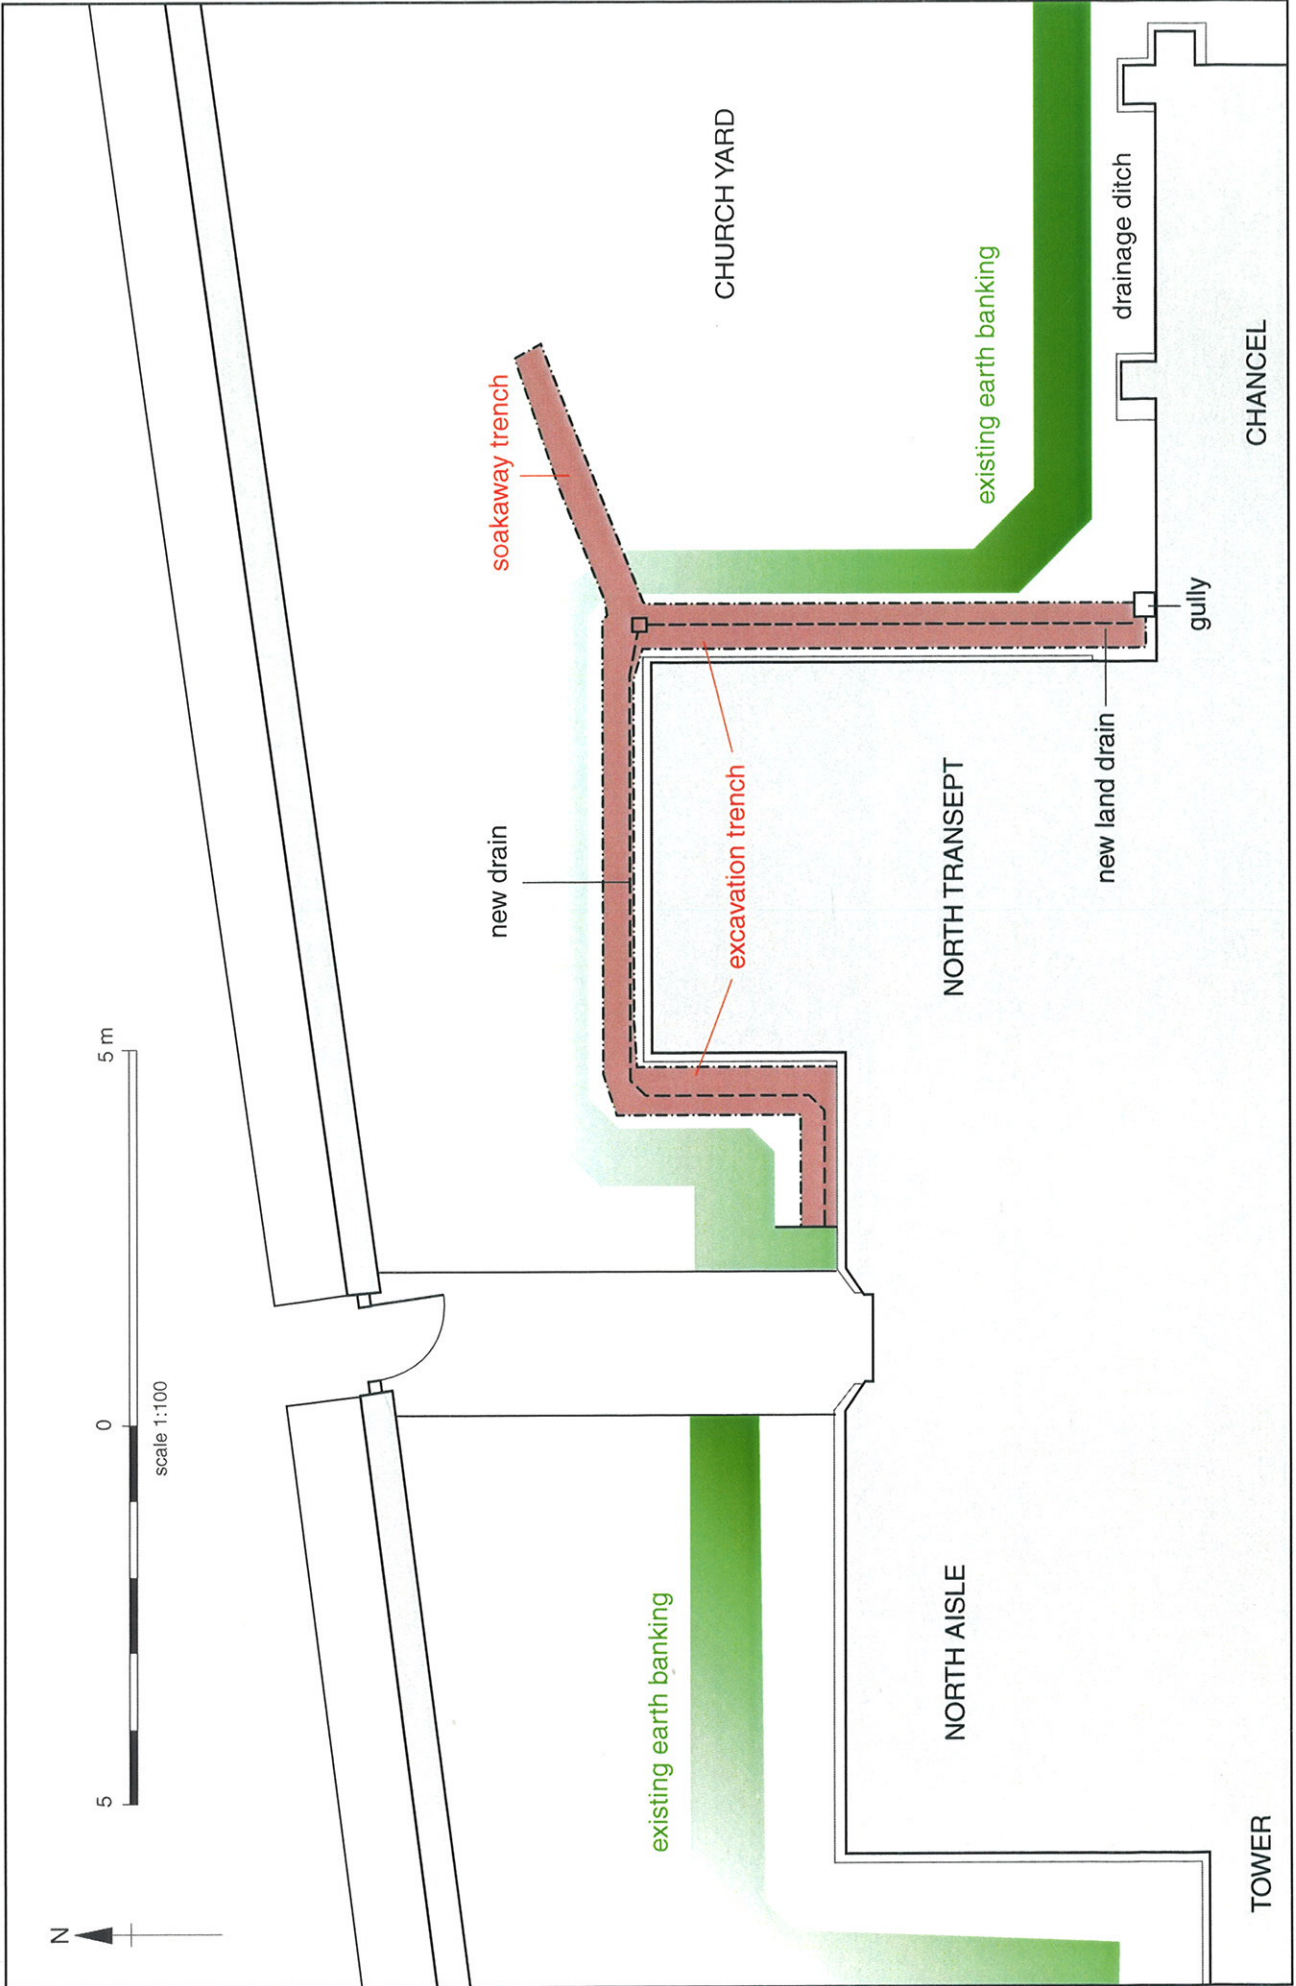 N
5
0
5 m
scale 1:100
existing earth banking
new drain
soakaway trench
CHURCH YARD
excavation trench
existing earth banking
drainage ditch
NORTH AISLE
NORTH TRANSEPT
new land drain
gully
TOWER
CHANCEL